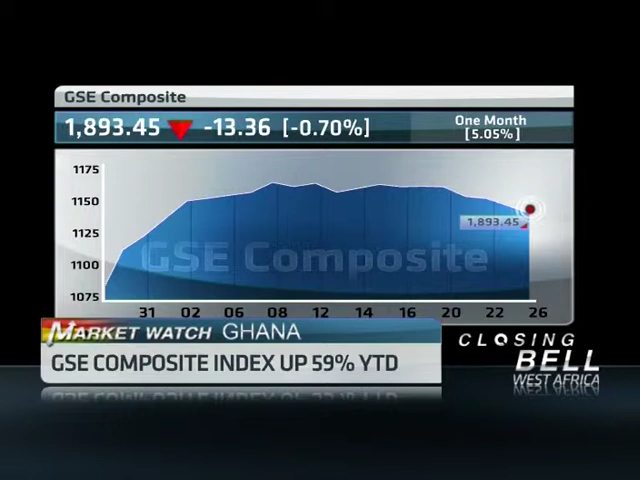 GSE Composite
1,893.45 -13.36 [-0.70%]
One Month
[5.05%]
1175
1150
1125
1100
1075
1,893.45
GSE Composite
31 02 06 08 12 14 16 20 22 26
MARKET WATCH GHANA
GSE COMPOSITE INDEX UP 59% YTD
CLOSING
BELL
WEST AFRICA